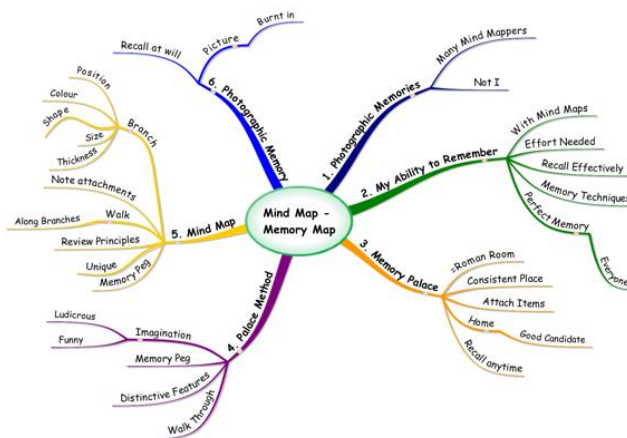 Mind Map -
Memory Map
1. Photographic Memories
Many Mind Mappers
Not I
2. My Ability to Remember
With Mind Maps
Effort Needed
Recall Effectively
Memory Techniques
Perfect Memory
Everyone
3. Memory Palace
=Roman Room
Consistent Place
Attach Items
Home
Good Candidate
Recall anytime
4. Palace Method
Imagination
Ludicrous
Funny
Memory Peg
Distinctive Features
Walk Through
5. Mind Map
Branch
Position
Colour
Shape
Size
Thickness
Note attachments
Walk
Along Branches
Review Principles
Unique
Memory Peg
6. Photographic Memory
Picture
Burnt in
Recall at will